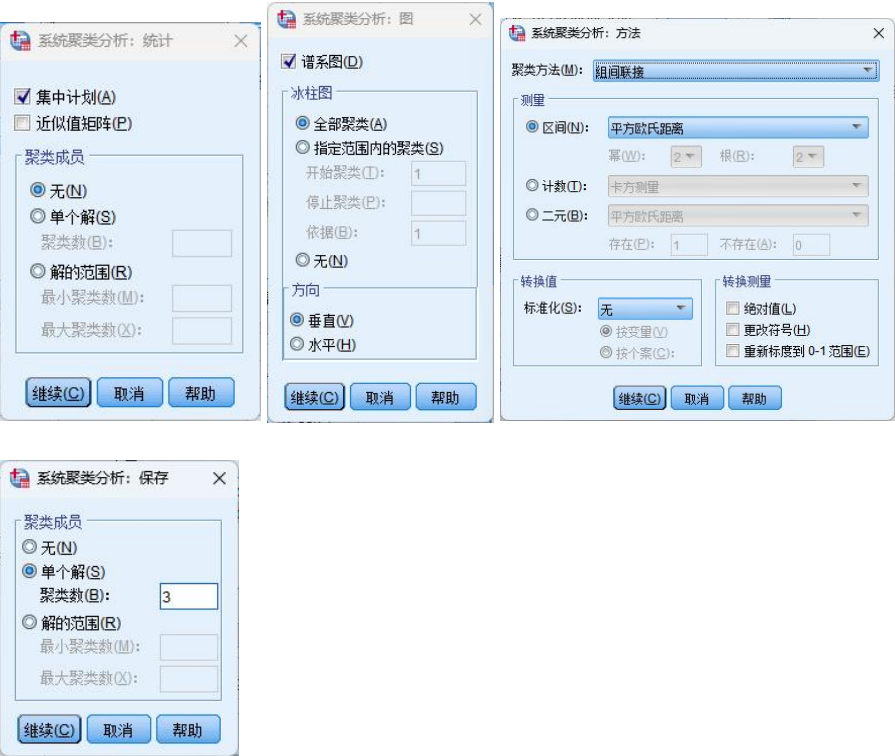 系统聚类分析：统计
集中计划(A)
近似值矩阵(P)
聚类成员
无(N)
单个解(S)
聚类数(B)：
解的范围(R)
最小聚类数(M)：
最大聚类数(X)：
继续(C) 取消 帮助
系统聚类分析：图
谱系图(D)
冰柱图
全部聚类(A)
指定范围内的聚类(S)
开始聚类(T)： 1
停止聚类(P)：
依据(B)： 1
无(N)
方向
垂直(V)
水平(H)
继续(C) 取消 帮助
系统聚类分析：方法
聚类方法(M)： 组间联接
测量
区间(N)： 平方欧氏距离
幂(W)： 2 根(R)： 2
计数(T)： 卡方测量
二元(B)： 平方欧氏距离
存在(P)： 1 不存在(A)： 0
转换值
标准化(S)： 无
按变量(V)
按个案(C)：
转换测量
绝对值(L)
更改符号(H)
重新标度到 0-1 范围(E)
继续(C) 取消 帮助
系统聚类分析：保存
聚类成员
无(N)
单个解(S)
聚类数(B)： 3
解的范围(R)
最小聚类数(M)：
最大聚类数(X)：
继续(C) 取消 帮助